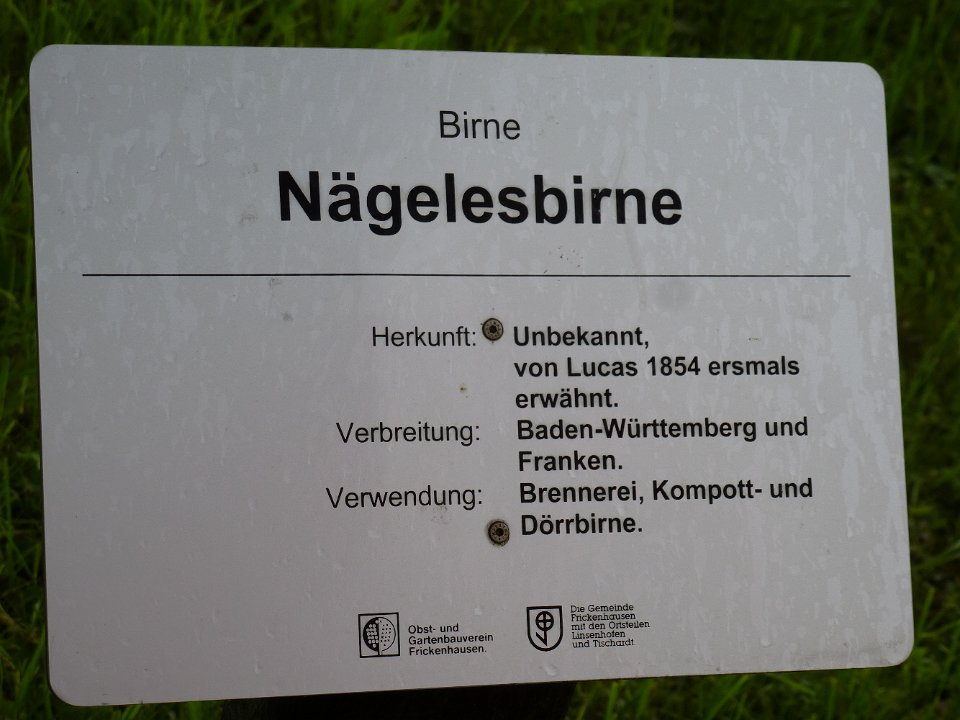 Birne
Nägelesbirne
Herkunft: Unbekannt,
von Lucas 1854 ersmals
erwähnt.
Verbreitung: Baden-Württemberg und
Franken.
Verwendung: Brennerei, Kompott- und
Dörrbirne.
Obst- und
Gartenbauverein
Frickenhausen.
Die Gemeinde
Frickenhausen
mit den Ortsteilen
Linsenhofen
und Tischardt